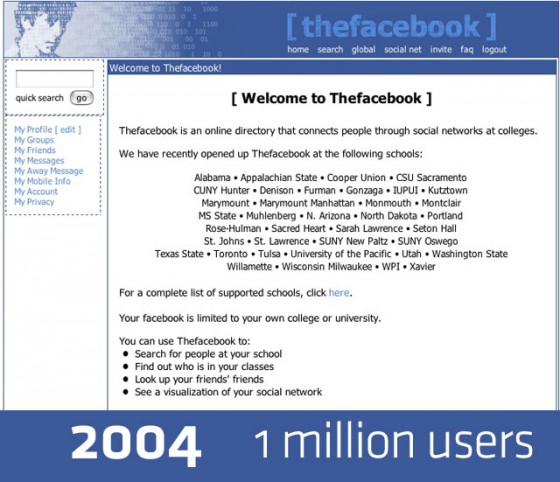 [ thefacebook ]
home search global social net invite faq logout
Welcome to Thefacebook!
quick search go
My Profile [ edit ]
My Groups
My Friends
My Messages
My Away Message
My Mobile Info
My Account
My Privacy
[ Welcome to Thefacebook ]
Thefacebook is an online directory that connects people through social networks at colleges.
We have recently opened up Thefacebook at the following schools:
Alabama • Appalachian State • Cooper Union • CSU Sacramento
CUNY Hunter • Denison • Furman • Gonzaga • IUPUI • Kutztown
Marymount • Marymount Manhattan • Monmouth • Montclair
MS State • Muhlenberg • N. Arizona • North Dakota • Portland
Rose-Hulman • Sacred Heart • Sarah Lawrence • Seton Hall
St. Johns • St. Lawrence • SUNY New Paltz • SUNY Oswego
Texas State • Toronto • Tulsa • University of the Pacific • Utah • Washington State
Willamette • Wisconsin Milwaukee • WPI • Xavier
For a complete list of supported schools, click here.
Your facebook is limited to your own college or university.
You can use Thefacebook to:
• Search for people at your school
• Find out who is in your classes
• Look up your friends' friends
• See a visualization of your social network
2004 1 million users